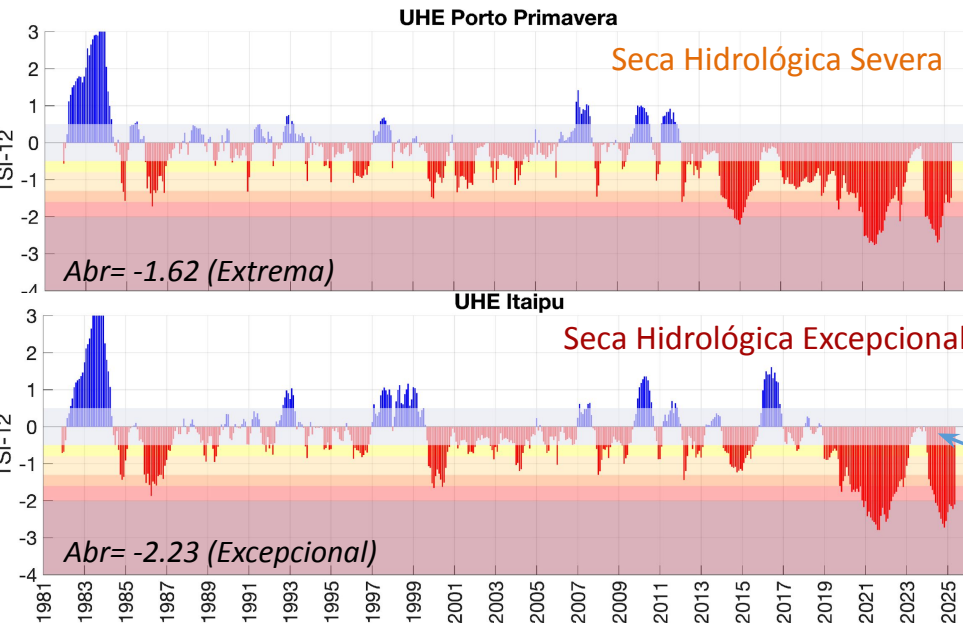 UHE Porto Primavera
Seca Hidrológica Severa
3
2
1
0
-1
-2
-3
-4
TSI-12
Abr= -1.62 (Extrema)
UHE Itaipu
Seca Hidrológica Excepcional
3
2
1
0
-1
-2
-3
-4
TSI-12
Abr= -2.23 (Excepcional)
1981 1983 1985 1987 1989 1991 1993 1995 1997 1999 2001 2003 2005 2007 2009 2011 2013 2015 2017 2019 2021 2023 2025